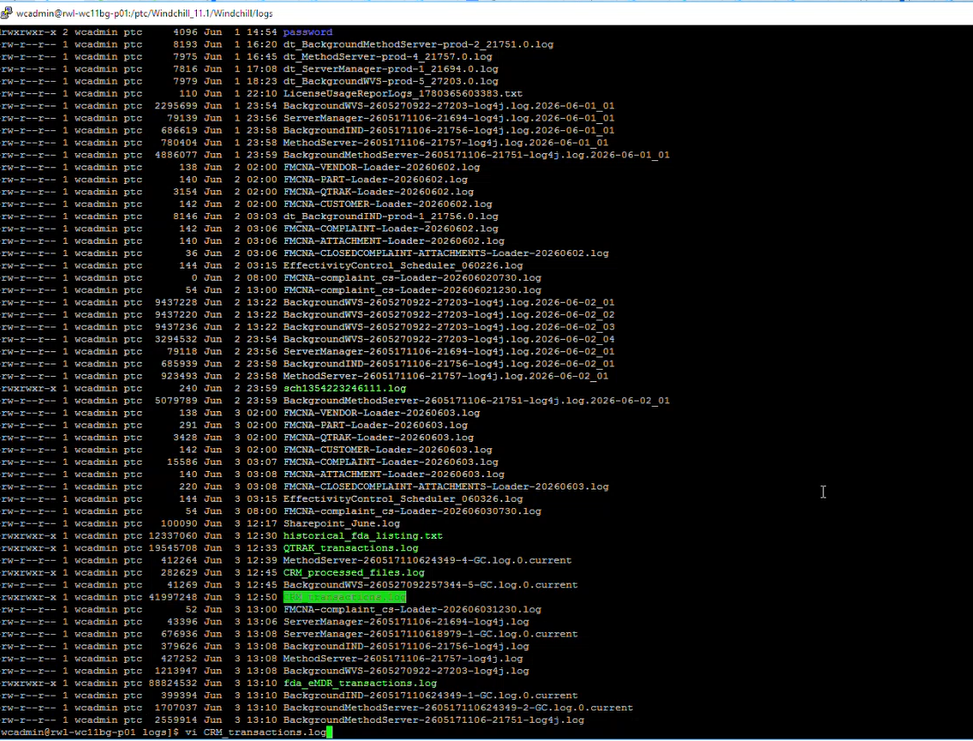 wcadmin@rwl-wc11bg-p01:/ptc/Windchill_11.1/Windchill/logs
rwxrwxr-x 2 wcadmin ptc 4096 Jun 1 14:54 password
rw-r--r-- 1 wcadmin ptc 8193 Jun 1 16:20 dt_BackgroundMethodServer-prod-2_21751.0.log
rw-r--r-- 1 wcadmin ptc 7975 Jun 1 16:45 dt_MethodServer-prod-4_21757.0.log
rw-r--r-- 1 wcadmin ptc 7816 Jun 1 17:08 dt_ServerManager-prod-1_21694.0.log
rw-r--r-- 1 wcadmin ptc 7979 Jun 1 18:23 dt_BackgroundWVS-prod-5_27203.0.log
rw-r--r-- 1 wcadmin ptc 110 Jun 1 22:10 LicenseUsageReporLogs_1780365603383.txt
rw-r--r-- 1 wcadmin ptc 2295699 Jun 1 23:54 BackgroundWVS-2605270922-27203-log4j.log.2026-06-01_01
rw-r--r-- 1 wcadmin ptc 79139 Jun 1 23:56 ServerManager-2605171106-21694-log4j.log.2026-06-01_01
rw-r--r-- 1 wcadmin ptc 686619 Jun 1 23:58 BackgroundIND-2605171106-21756-log4j.log.2026-06-01_01
rw-r--r-- 1 wcadmin ptc 780404 Jun 1 23:58 MethodServer-2605171106-21757-log4j.log.2026-06-01_01
rw-r--r-- 1 wcadmin ptc 4886077 Jun 1 23:59 BackgroundMethodServer-2605171106-21751-log4j.log.2026-06-01_01
rw-r--r-- 1 wcadmin ptc 138 Jun 2 02:00 FMCNA-VENDOR-Loader-20260602.log
rw-r--r-- 1 wcadmin ptc 140 Jun 2 02:00 FMCNA-PART-Loader-20260602.log
rw-r--r-- 1 wcadmin ptc 3154 Jun 2 02:00 FMCNA-QTRAK-Loader-20260602.log
rw-r--r-- 1 wcadmin ptc 142 Jun 2 02:00 FMCNA-CUSTOMER-Loader-20260602.log
rw-r--r-- 1 wcadmin ptc 8146 Jun 2 03:03 dt_BackgroundIND-prod-1_21756.0.log
rw-r--r-- 1 wcadmin ptc 142 Jun 2 03:06 FMCNA-COMPLAINT-Loader-20260602.log
rw-r--r-- 1 wcadmin ptc 140 Jun 2 03:06 FMCNA-ATTACHMENT-Loader-20260602.log
rw-r--r-- 1 wcadmin ptc 36 Jun 2 03:06 FMCNA-CLOSEDCOMPLAINT-ATTACHMENTS-Loader-20260602.log
rw-r--r-- 1 wcadmin ptc 144 Jun 2 03:15 EffectivityControl_Scheduler_060226.log
rw-r--r-- 1 wcadmin ptc 0 Jun 2 08:00 FMCNA-complaint_cs-Loader-202606020730.log
rw-r--r-- 1 wcadmin ptc 54 Jun 2 13:00 FMCNA-complaint_cs-Loader-202606021230.log
rw-r--r-- 1 wcadmin ptc 9437228 Jun 2 13:22 BackgroundWVS-2605270922-27203-log4j.log.2026-06-02_01
rw-r--r-- 1 wcadmin ptc 9437220 Jun 2 13:22 BackgroundWVS-2605270922-27203-log4j.log.2026-06-02_02
rw-r--r-- 1 wcadmin ptc 9437236 Jun 2 13:22 BackgroundWVS-2605270922-27203-log4j.log.2026-06-02_03
rw-r--r-- 1 wcadmin ptc 3294532 Jun 2 23:54 BackgroundWVS-2605270922-27203-log4j.log.2026-06-02_04
rw-r--r-- 1 wcadmin ptc 79118 Jun 2 23:56 ServerManager-2605171106-21694-log4j.log.2026-06-02_01
rw-r--r-- 1 wcadmin ptc 685939 Jun 2 23:58 BackgroundIND-2605171106-21756-log4j.log.2026-06-02_01
rw-r--r-- 1 wcadmin ptc 923493 Jun 2 23:58 MethodServer-2605171106-21757-log4j.log.2026-06-02_01
rwxrwxr-x 1 wcadmin ptc 240 Jun 2 23:59 sch1354223246111.log
rw-r--r-- 1 wcadmin ptc 5079789 Jun 2 23:59 BackgroundMethodServer-2605171106-21751-log4j.log.2026-06-02_01
rw-r--r-- 1 wcadmin ptc 138 Jun 3 02:00 FMCNA-VENDOR-Loader-20260603.log
rw-r--r-- 1 wcadmin ptc 291 Jun 3 02:00 FMCNA-PART-Loader-20260603.log
rw-r--r-- 1 wcadmin ptc 3428 Jun 3 02:00 FMCNA-QTRAK-Loader-20260603.log
rw-r--r-- 1 wcadmin ptc 142 Jun 3 02:00 FMCNA-CUSTOMER-Loader-20260603.log
rw-r--r-- 1 wcadmin ptc 15586 Jun 3 03:07 FMCNA-COMPLAINT-Loader-20260603.log
rw-r--r-- 1 wcadmin ptc 140 Jun 3 03:08 FMCNA-ATTACHMENT-Loader-20260603.log
rw-r--r-- 1 wcadmin ptc 220 Jun 3 03:08 FMCNA-CLOSEDCOMPLAINT-ATTACHMENTS-Loader-20260603.log
rw-r--r-- 1 wcadmin ptc 144 Jun 3 03:15 EffectivityControl_Scheduler_060326.log
rw-r--r-- 1 wcadmin ptc 54 Jun 3 08:00 FMCNA-complaint_cs-Loader-202606030730.log
rw-r--r-- 1 wcadmin ptc 100090 Jun 3 12:17 Sharepoint_June.log
rwxrwxr-x 1 wcadmin ptc 12337060 Jun 3 12:30 historical_fda_listing.txt
rwxrwxr-x 1 wcadmin ptc 19545708 Jun 3 12:33 QTRAK_transactions.log
rw-r--r-- 1 wcadmin ptc 412264 Jun 3 12:39 MethodServer-260517110624349-4-GC.log.0.current
rwxrwxr-x 1 wcadmin ptc 282629 Jun 3 12:45 CRM_processed_files.log
rw-r--r-- 1 wcadmin ptc 41269 Jun 3 12:45 BackgroundWVS-260527092257344-5-GC.log.0.current
rwxrwxr-x 1 wcadmin ptc 41997248 Jun 3 12:50 CRM_transactions.log
rw-r--r-- 1 wcadmin ptc 52 Jun 3 13:00 FMCNA-complaint_cs-Loader-202606031230.log
rw-r--r-- 1 wcadmin ptc 43396 Jun 3 13:06 ServerManager-2605171106-21694-log4j.log
rw-r--r-- 1 wcadmin ptc 676936 Jun 3 13:08 ServerManager-260517110618979-1-GC.log.0.current
rw-r--r-- 1 wcadmin ptc 379626 Jun 3 13:08 BackgroundIND-2605171106-21756-log4j.log
rw-r--r-- 1 wcadmin ptc 427252 Jun 3 13:08 MethodServer-2605171106-21757-log4j.log
rw-r--r-- 1 wcadmin ptc 1213947 Jun 3 13:08 BackgroundWVS-2605270922-27203-log4j.log
rwxrwxr-x 1 wcadmin ptc 88824532 Jun 3 13:10 fda_eMDR_transactions.log
rw-r--r-- 1 wcadmin ptc 399394 Jun 3 13:10 BackgroundIND-260517110624349-1-GC.log.0.current
rw-r--r-- 1 wcadmin ptc 1707037 Jun 3 13:10 BackgroundMethodServer-260517110624349-2-GC.log.0.current
rw-r--r-- 1 wcadmin ptc 2559914 Jun 3 13:10 BackgroundMethodServer-2605171106-21751-log4j.log
wcadmin@rwl-wc11bg-p01 logs]$ vi CRM_transactions.log